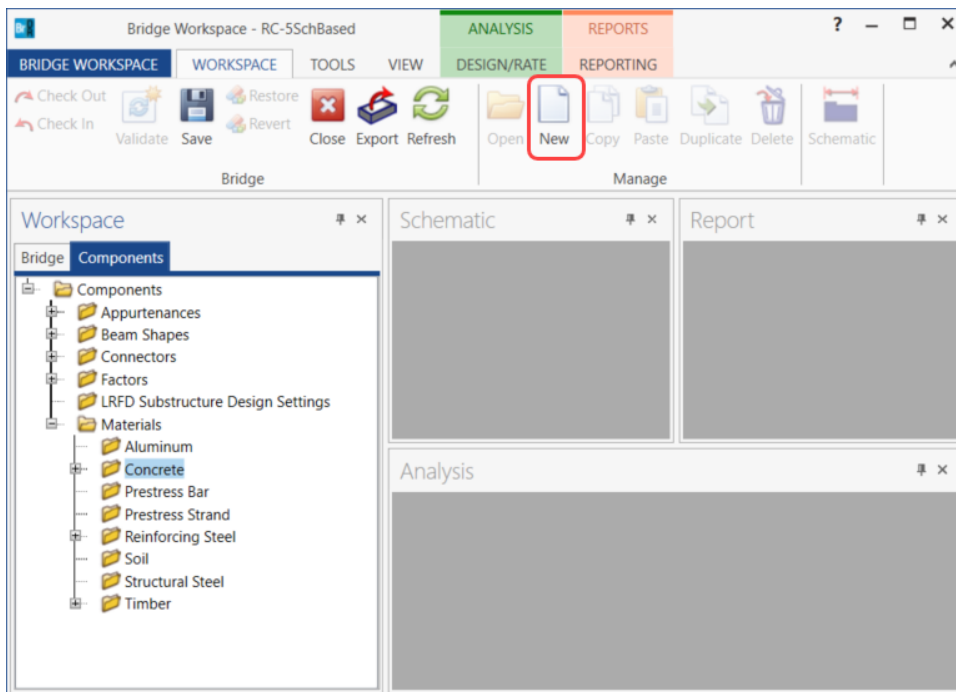 Br
Bridge Workspace - RC-5SchBased
ANALYSIS
REPORTS
?
BRIDGE WORKSPACE
WORKSPACE
TOOLS
VIEW
DESIGN/RATE
REPORTING
Check Out
Check In
Validate
Save
Restore
Revert
Close
Export
Refresh
Open
New
Copy
Paste
Duplicate
Delete
Schematic
Bridge
Manage
Workspace
Bridge
Components
Components
Appurtenances
Beam Shapes
Connectors
Factors
LRFD Substructure Design Settings
Materials
Aluminum
Concrete
Prestress Bar
Prestress Strand
Reinforcing Steel
Soil
Structural Steel
Timber
Schematic
Report
Analysis